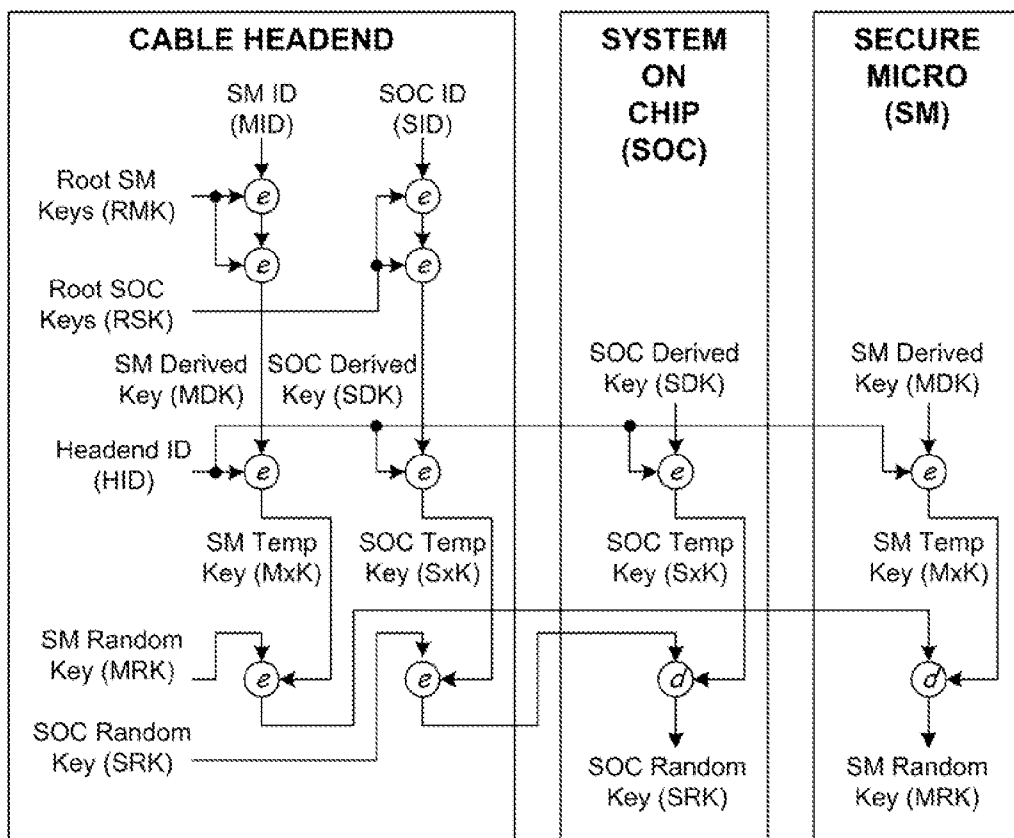 CABLE HEADEND
SM ID
(MID)
SOC ID
(SID)
Root SM
Keys (RMK)
e
e
e
e
Root SOC
Keys (RSK)
SM Derived
Key (MDK)
SOC Derived
Key (SDK)
Headend ID
(HID)
e
e
SM Temp
Key (MxK)
SOC Temp
Key (SxK)
SM Random
Key (MRK)
e
e
SOC Random
Key (SRK)
SYSTEM
ON
CHIP
(SOC)
SOC Derived
Key (SDK)
e
SOC Temp
Key (SxK)
d
SOC Random
Key (SRK)
SECURE
MICRO
(SM)
SM Derived
Key (MDK)
e
SM Temp
Key (MxK)
d
SM Random
Key (MRK)